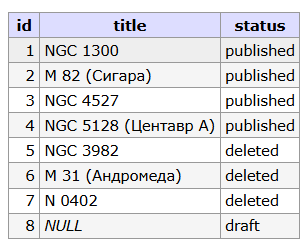 id title status
1 NGC 1300 published
2 M 82 (Сигара) published
3 NGC 4527 published
4 NGC 5128 (Центавр A) published
5 NGC 3982 deleted
6 M 31 (Андромеда) deleted
7 N 0402 deleted
8 NULL draft